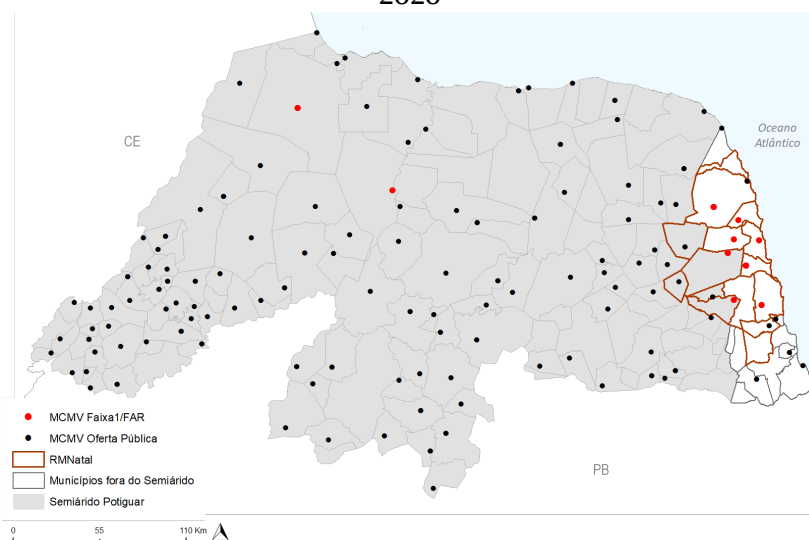 2020
CE
Oceano
Atlântico
PB
MCMV Faixa1/FAR
MCMV Oferta Pública
RMNatal
Municípios fora do Semiárido
Semiárido Potiguar
0 55 110 Km